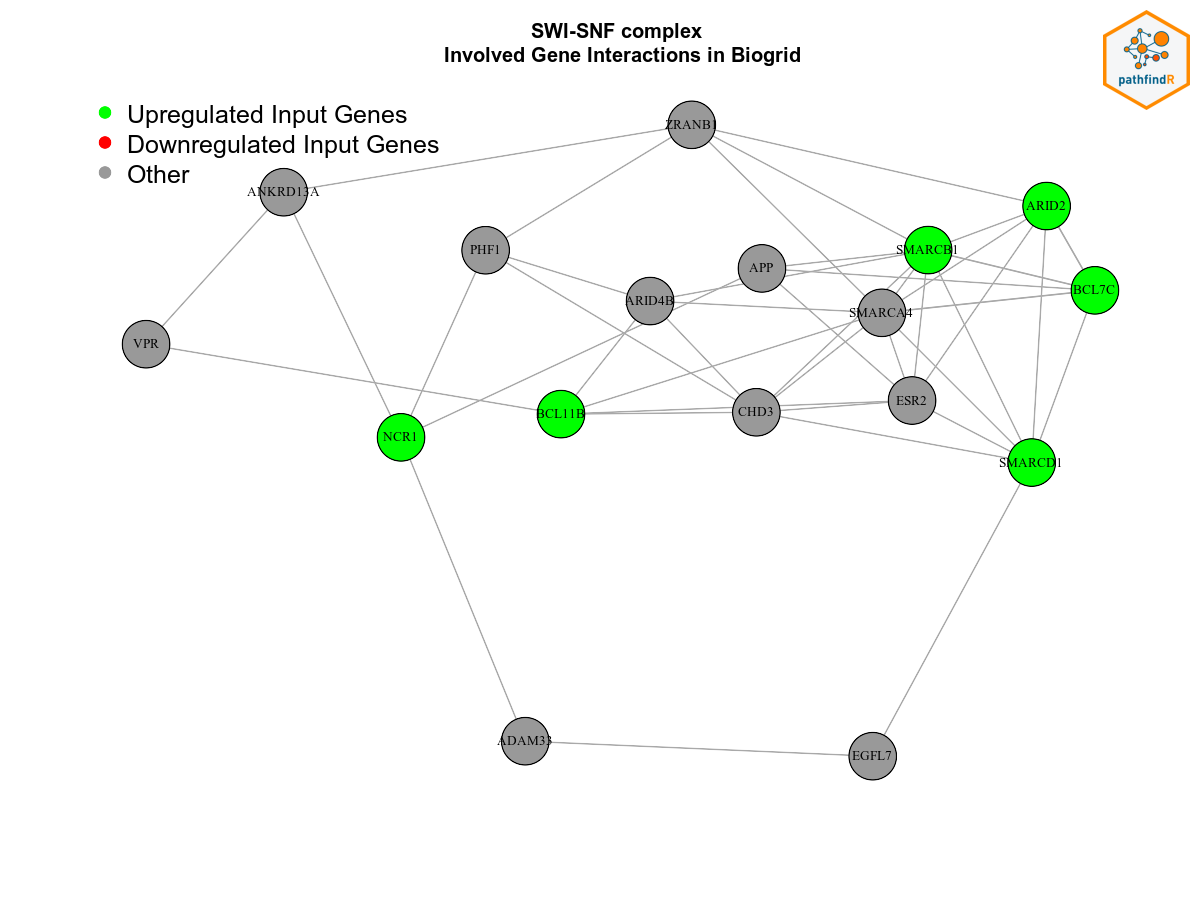 SWI-SNF complex
Involved Gene Interactions in Biogrid
pathfindR
Upregulated Input Genes
Downregulated Input Genes
Other
ZRANB1
ANKRD13A
ARID2
PHF1
SMARCB1
APP
BCL7C
ARID4B
SMARCA4
VPR
ESR2
CHD3
BCL11B
NCR1
SMARCD1
ADAM33
EGFL7